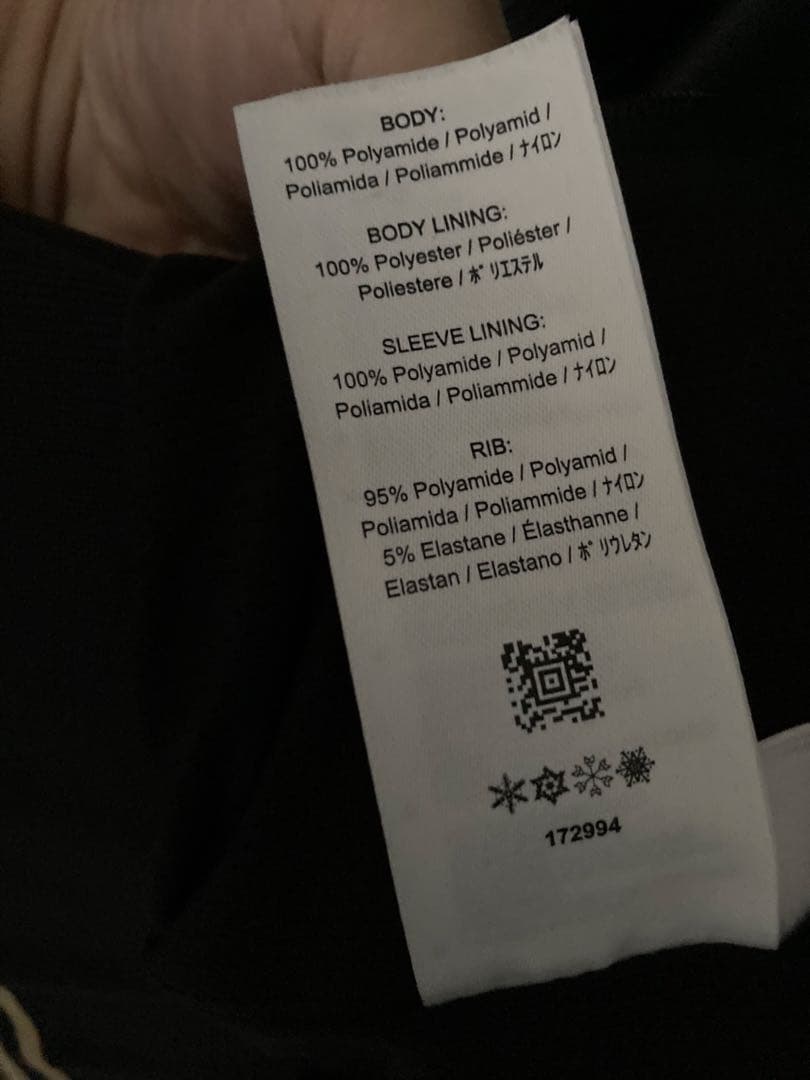 BODY:
100% Polyamide / Polyamid /
Poliamida / Poliammide / ﾅｲﾛﾝ
BODY LINING:
100% Polyester / Poliéster /
Poliestere / ﾎﾟﾘｴｽﾃﾙ
SLEEVE LINING:
100% Polyamide / Polyamid /
Poliamida / Poliammide / ﾅｲﾛﾝ
RIB:
95% Polyamide / Polyamid /
Poliamida / Poliammide / ﾅｲﾛﾝ
5% Elastane / Élasthanne /
Elastan / Elastano / ﾎﾟﾘｳﾚﾀﾝ
172994